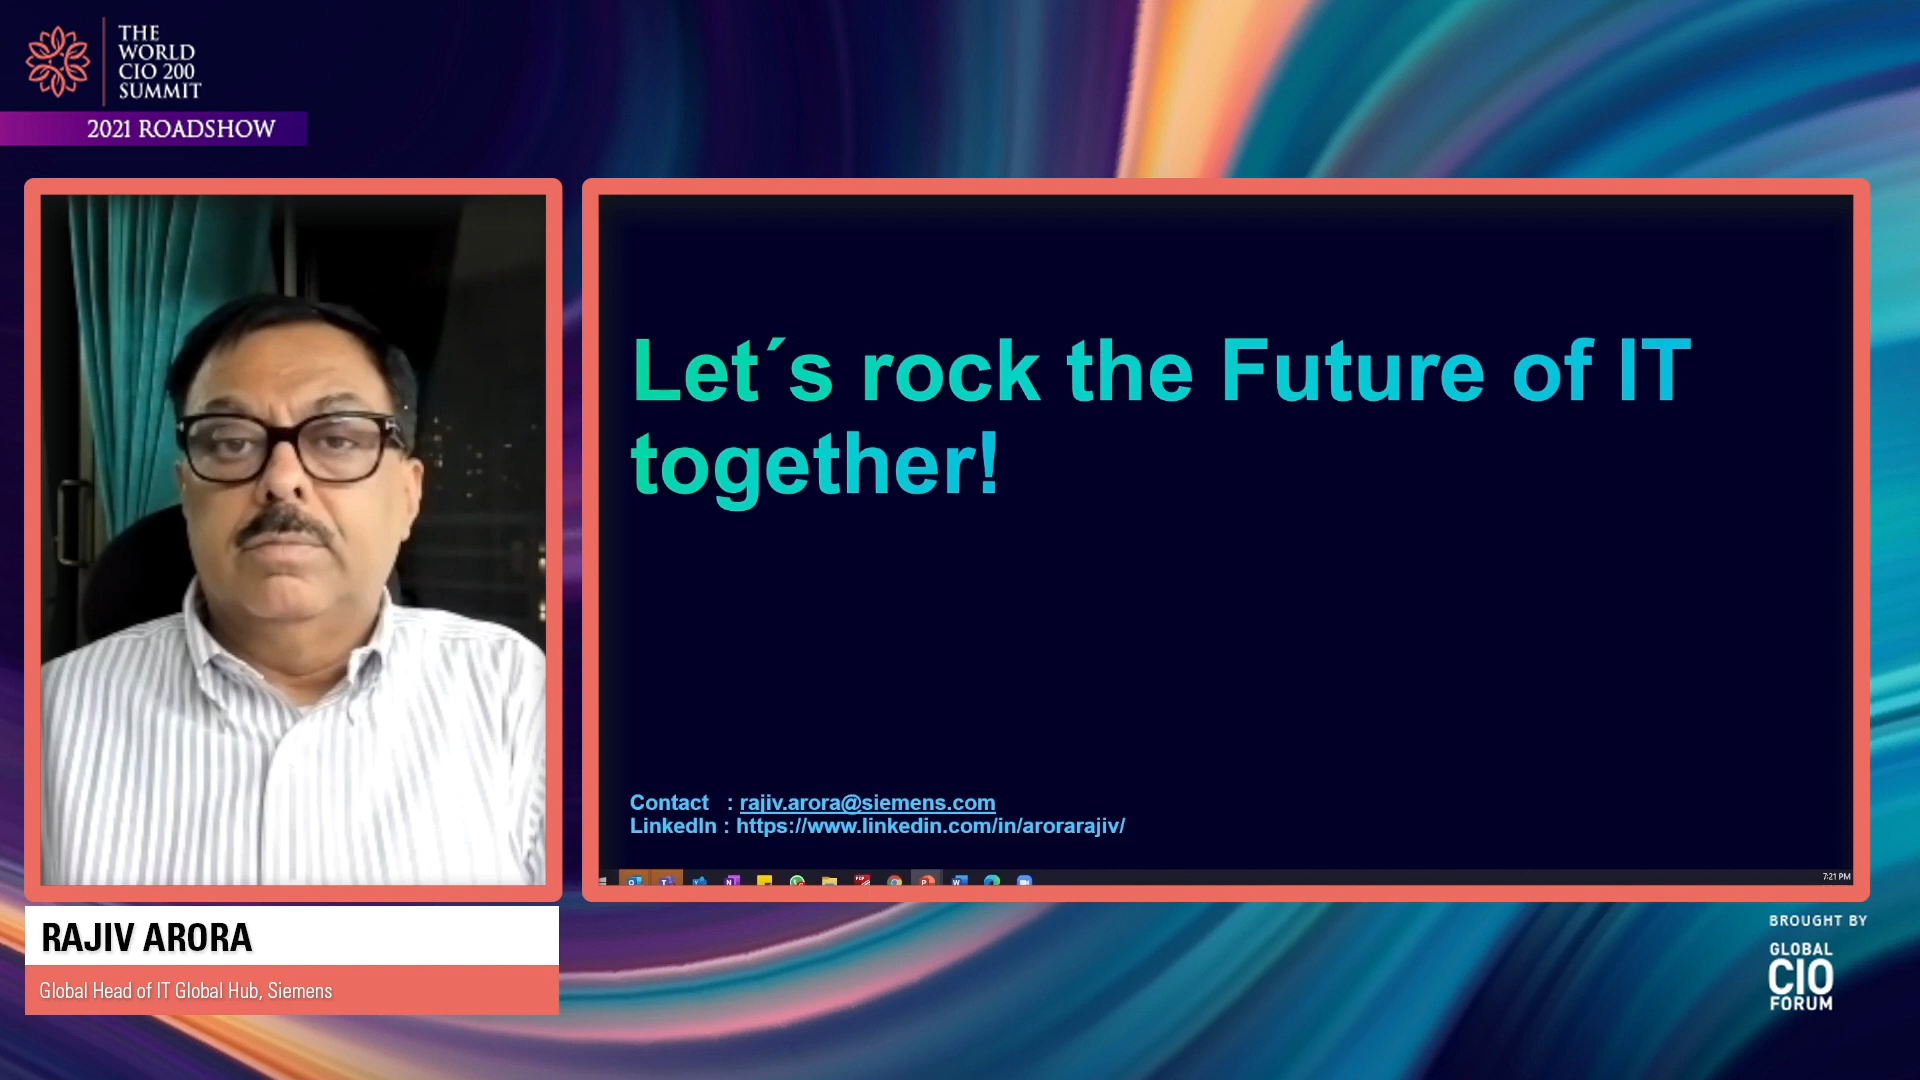 THE
WORLD
CIO 200
SUMMIT
2021 ROADSHOW
Let´s rock the Future of IT
together!
Contact : rajiv.arora@siemens.com
LinkedIn : https://www.linkedin.com/in/arorarajiv/
7:21 PM
RAJIV ARORA
Global Head of IT Global Hub, Siemens
BROUGHT BY
GLOBAL
CIO
FORUM